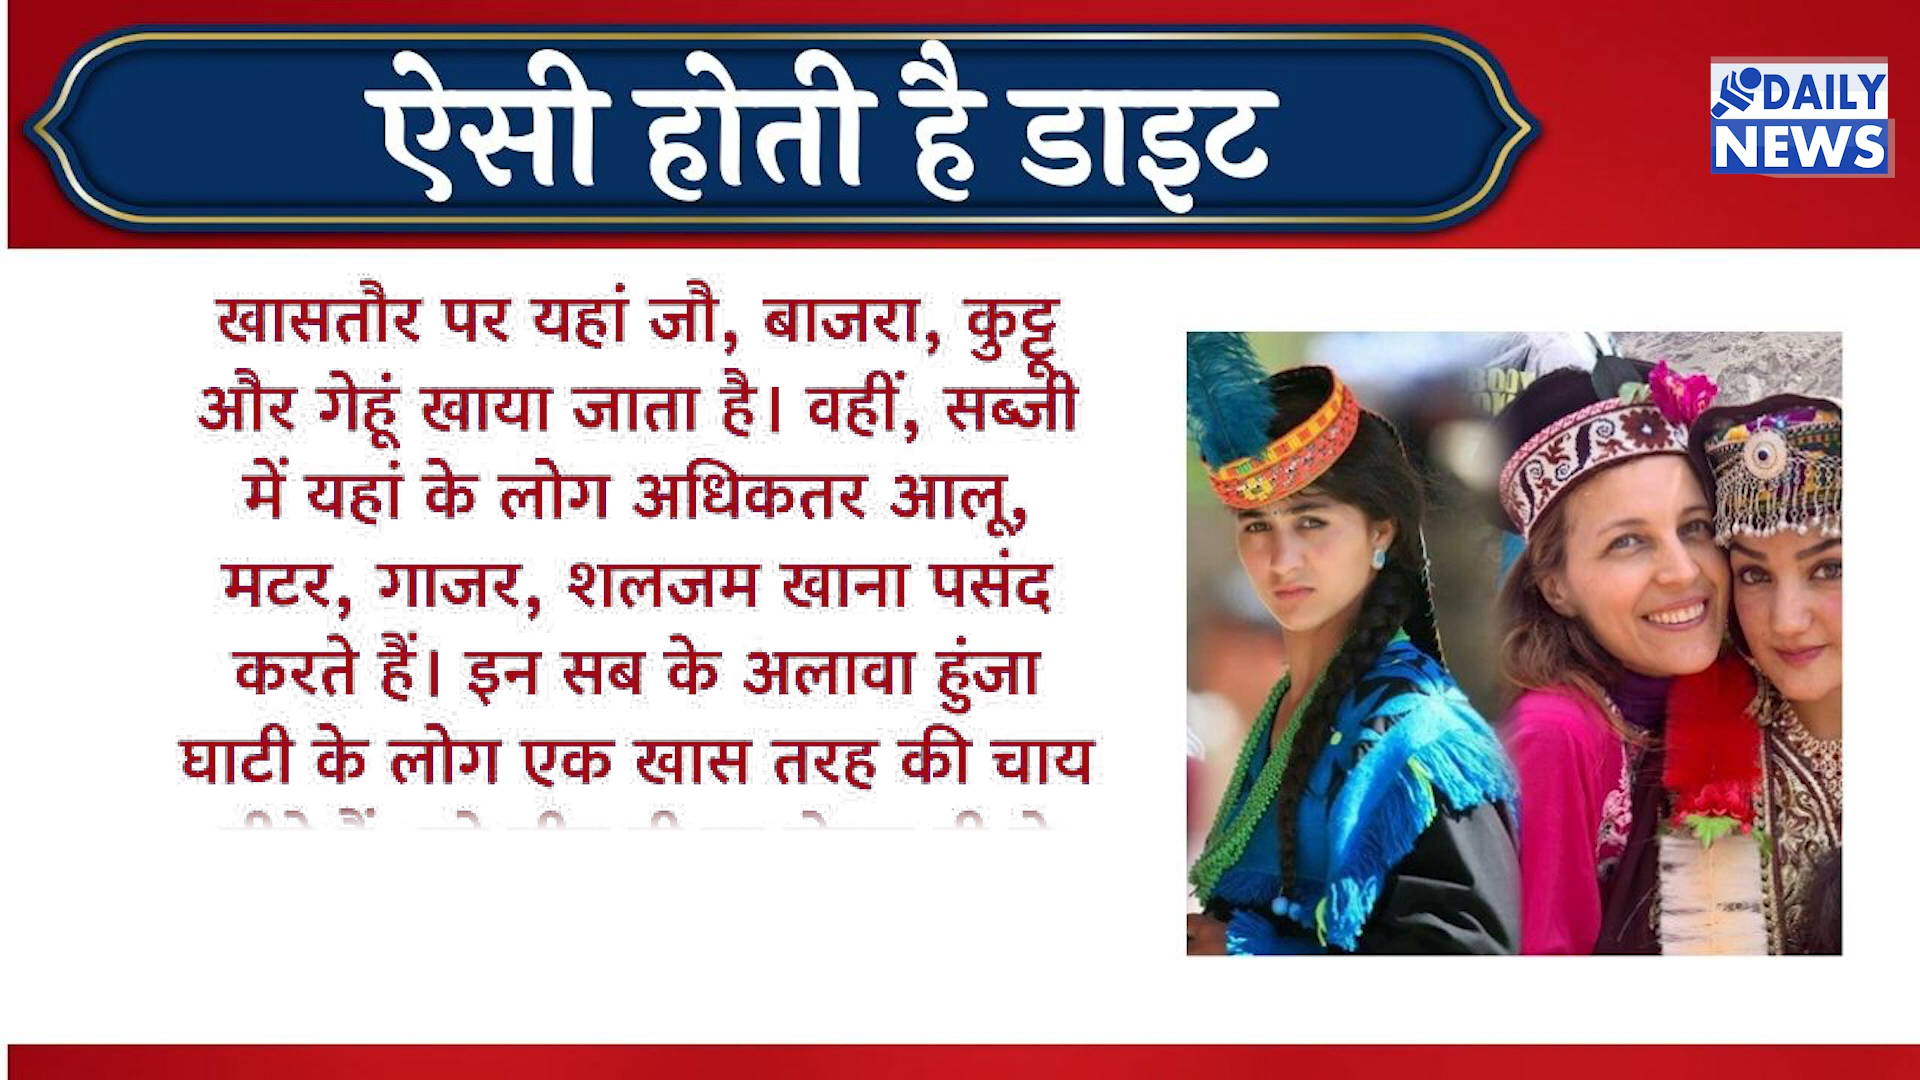 ऐसी होती है डाइट
DAILY
NEWS
खासतौर पर यहां जौ, बाजरा, कुट्टू
और गेहूं खाया जाता है। वहीं, सब्जी
में यहां के लोग अधिकतर आलू,
मटर, गाजर, शलजम खाना पसंद
करते हैं। इन सब के अलावा हुंजा
घाटी के लोग एक खास तरह की चाय